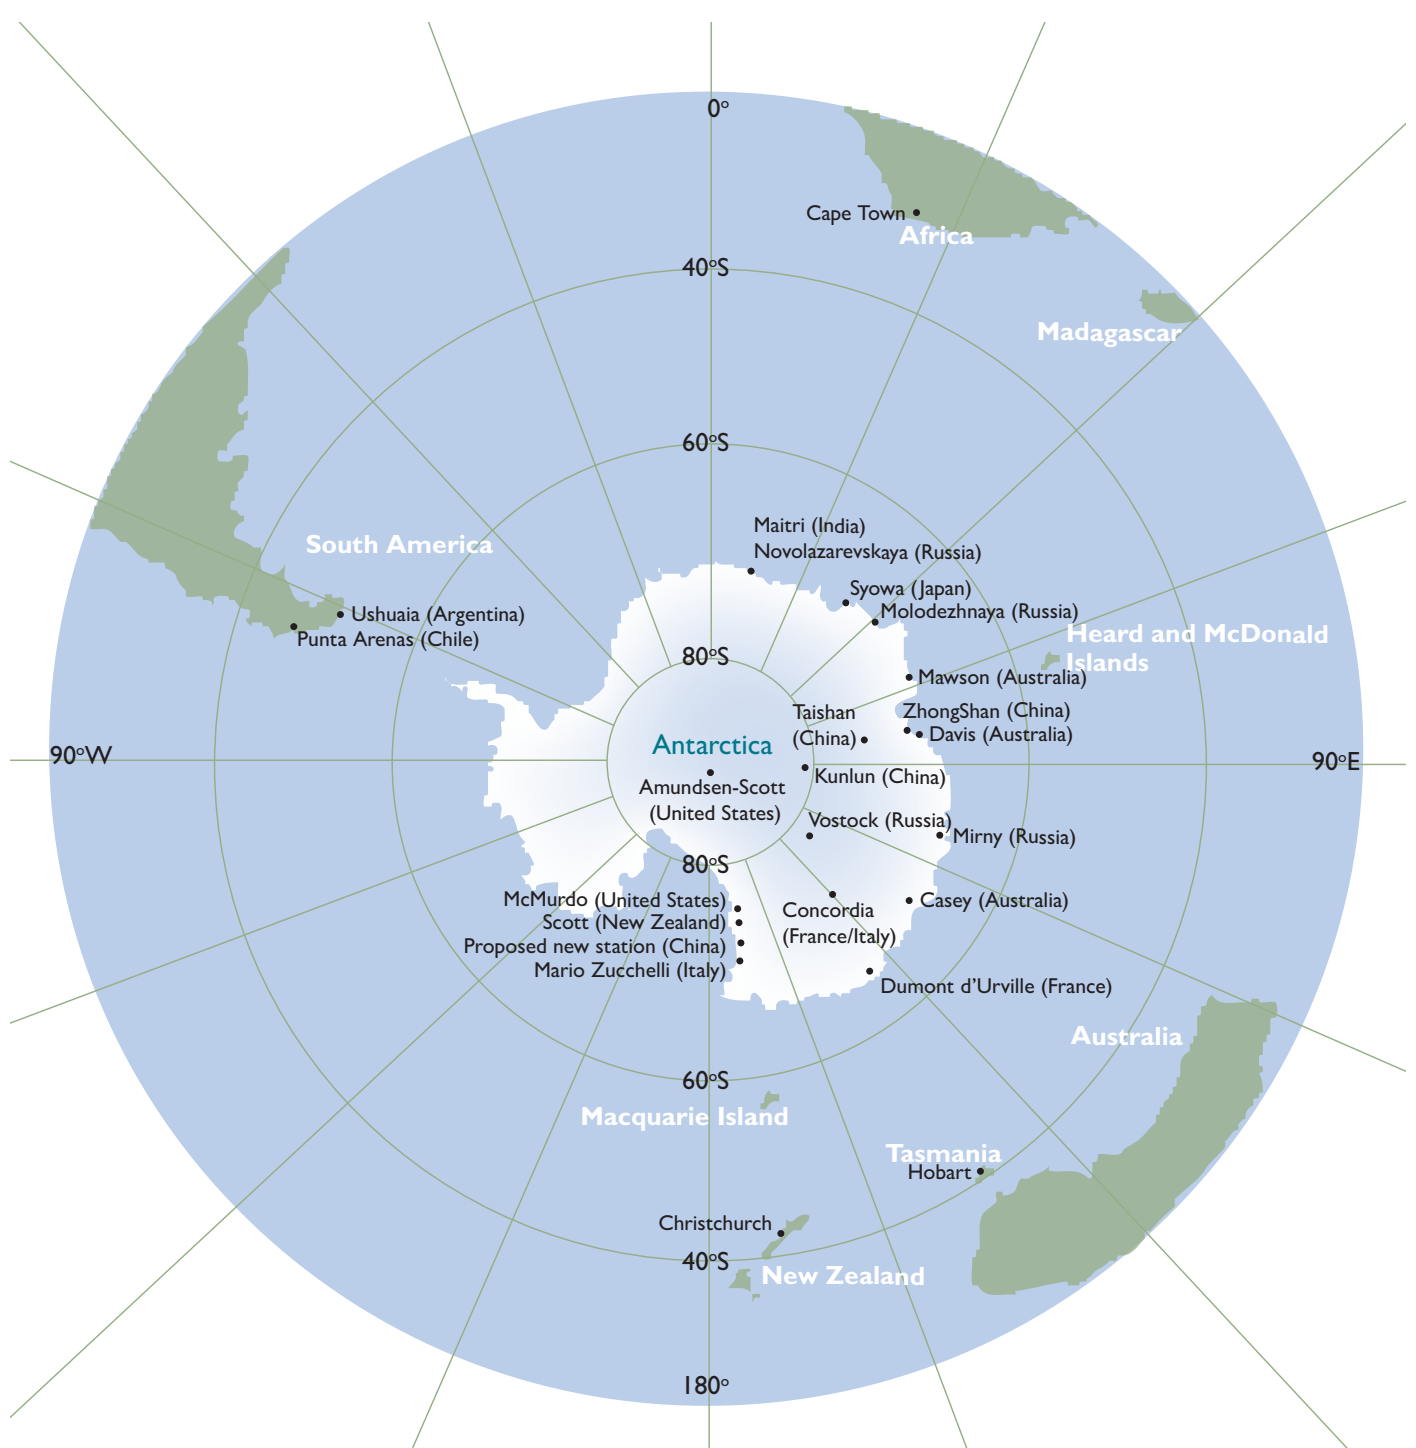 0°
Cape Town
Africa
40°S
Madagascar
60°S
Maitri (India)
Novolazarevskaya (Russia)
South America
Syowa (Japan)
Molodezhnaya (Russia)
Ushuaia (Argentina)
Punta Arenas (Chile)
Heard and McDonald
Islands
80°S
Mawson (Australia)
Taishan
(China)
ZhongShan (China)
Davis (Australia)
Antarctica
90°W
90°E
Kunlun (China)
Amundsen-Scott
(United States)
Vostock (Russia)
Mirny (Russia)
80°S
McMurdo (United States)
Scott (New Zealand)
Proposed new station (China)
Mario Zucchelli (Italy)
Concordia
(France/Italy)
Casey (Australia)
Dumont d’Urville (France)
Australia
60°S
Macquarie Island
Tasmania
Hobart
Christchurch
40°S
New Zealand
180°